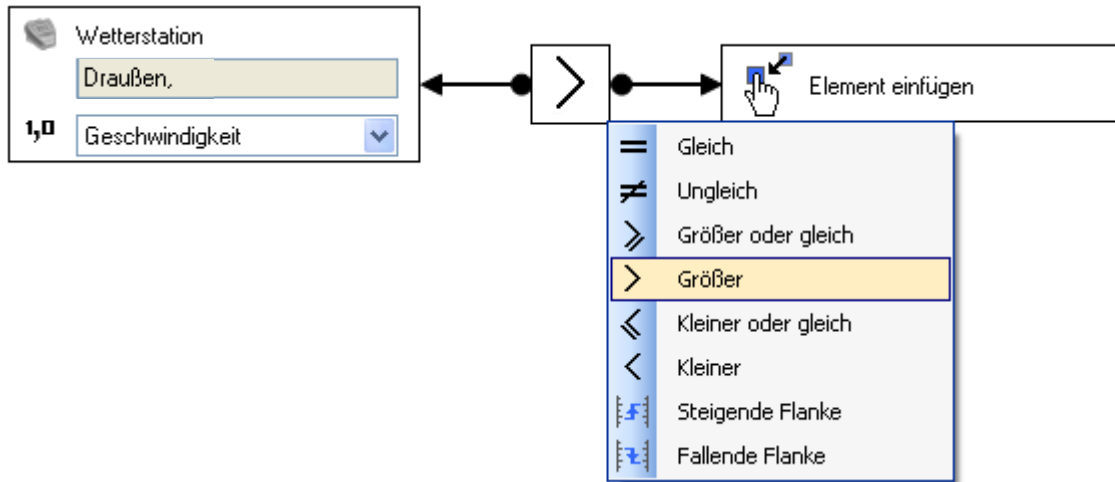 Wetterstation
Draußen,
1,0 Geschwindigkeit
Element einfügen
Gleich
Ungleich
Größer oder gleich
Größer
Kleiner oder gleich
Kleiner
Steigende Flanke
Fallende Flanke